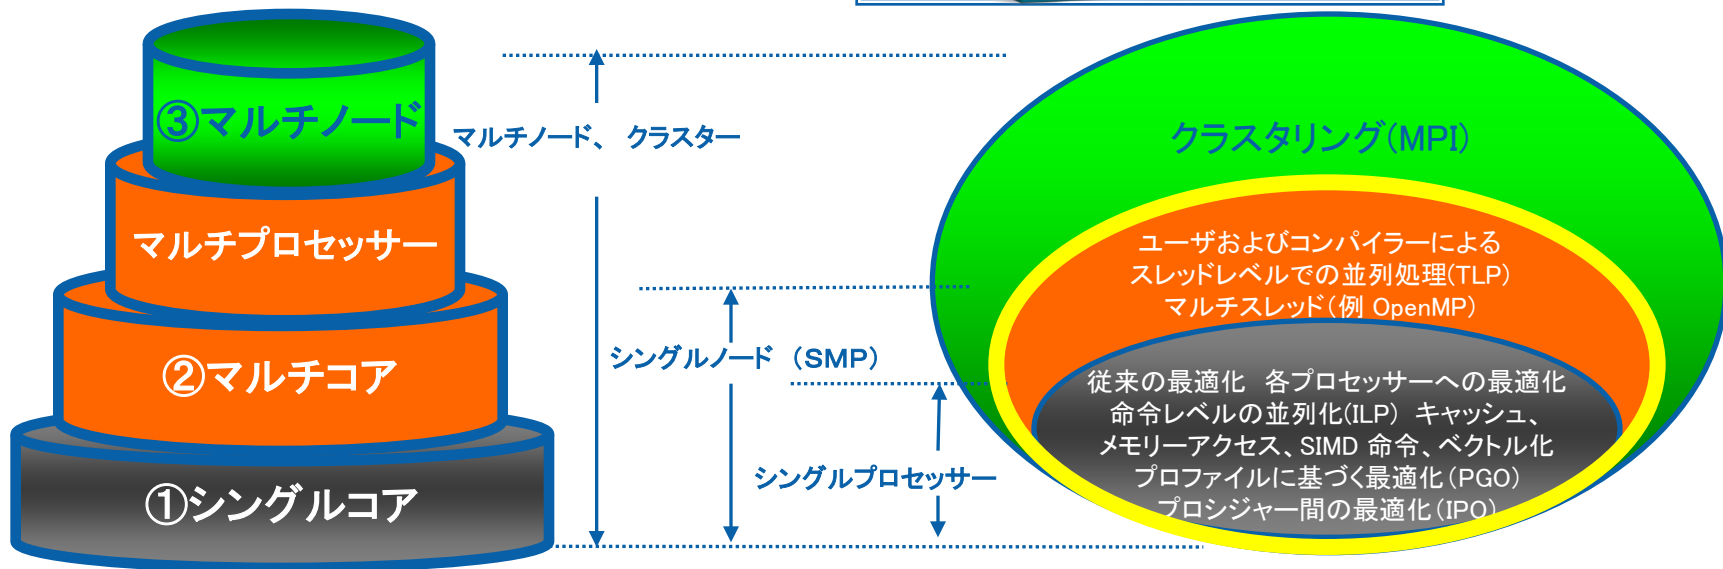 ③マルチノード
マルチプロセッサー
②マルチコア
①シングルコア
マルチノード、 クラスター
シングルノード （SMP）
シングルプロセッサー
クラスタリング(MPI)
ユーザおよびコンパイラーによる
スレッドレベルでの並列処理(TLP)
マルチスレッド(例 OpenMP)
従来の最適化 各プロセッサーへの最適化
命令レベルの並列化(ILP) キャッシュ、
メモリーアクセス、SIMD 命令、ベクトル化
プロファイルに基づく最適化(PGO)
プロシジャー間の最適化(IPO)